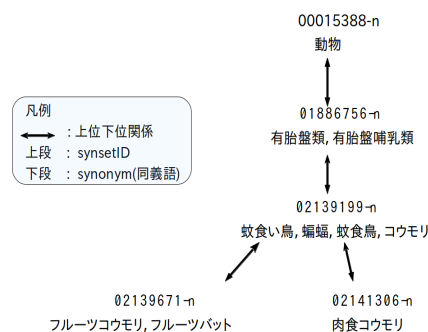 00015388-n
動物
凡例
：上位下位関係
上段 ： synsetID
下段 ： synonym(同義語)
01886756-n
有胎盤類, 有胎盤哺乳類
02139199-n
蚊食い鳥, 蝙蝠, 蚊食鳥, コウモリ
02139671-n
フルーツコウモリ, フルーツバット
02141306-n
肉食コウモリ